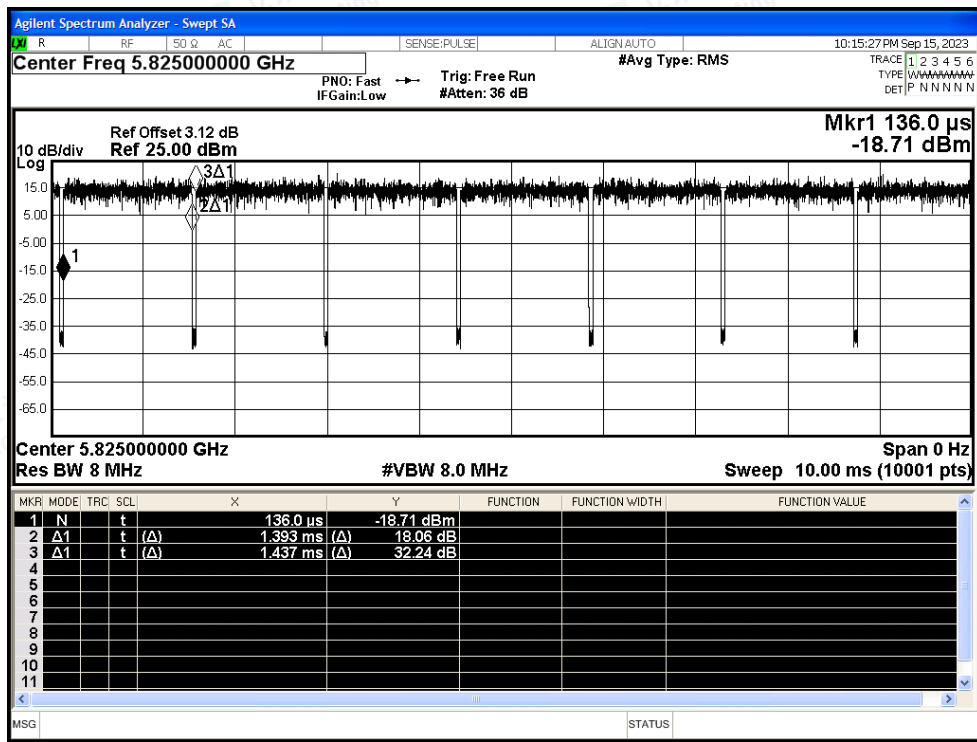 Agilent Spectrum Analyzer - Swept SA
LXI R RF 50 Ω AC SENSE:PULSE ALIGN AUTO 10:15:27 PM Sep 15, 2023
Center Freq 5.825000000 GHz #Avg Type: RMS TRACE 1 2 3 4 5 6
PNO: Fast Trig: Free Run TYPE WWWWWW
IFGain:Low #Atten: 36 dB DET P N N N N N
Mkr1 136.0 µs
Ref Offset 3.12 dB
10 dB/div Ref 25.00 dBm -18.71 dBm
Log
3Δ1
15.0
2Δ1
5.00
-5.00
1
-15.0
-25.0
-35.0
-45.0
-55.0
-65.0
Center 5.825000000 GHz Span 0 Hz
Res BW 8 MHz #VBW 8.0 MHz Sweep 10.00 ms (10001 pts)
MKR MODE TRC SCL X Y FUNCTION FUNCTION WIDTH FUNCTION VALUE
1 N t 136.0 µs -18.71 dBm
2 Δ1 t (Δ) 1.393 ms (Δ) 18.06 dB
3 Δ1 t (Δ) 1.437 ms (Δ) 32.24 dB
4
5
6
7
8
9
10
11
MSG STATUS